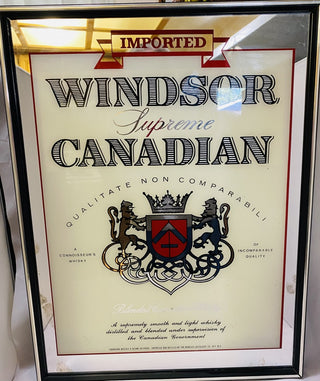 IMPORTED
WINDSOR
Supreme
CANADIAN
QUALITATE NON COMPARABILI
A
CONNOISSEUR'S
WHISKY
OF
INCOMPARABLE
QUALITY
A supremely smooth and light whisky
distilled and blended under supervision of
the Canadian Government